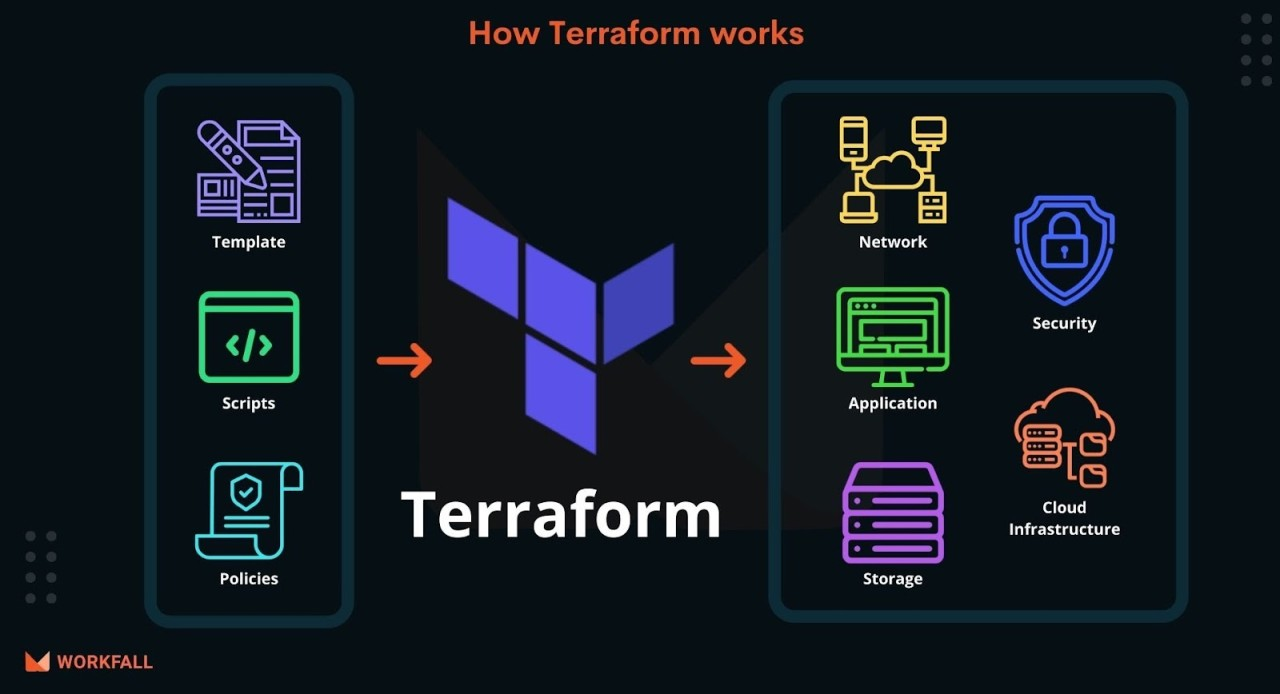 How Terraform works
Template
Scripts
Policies
Terraform
Network
Application
Storage
Security
Cloud
Infrastructure
WORKFALL